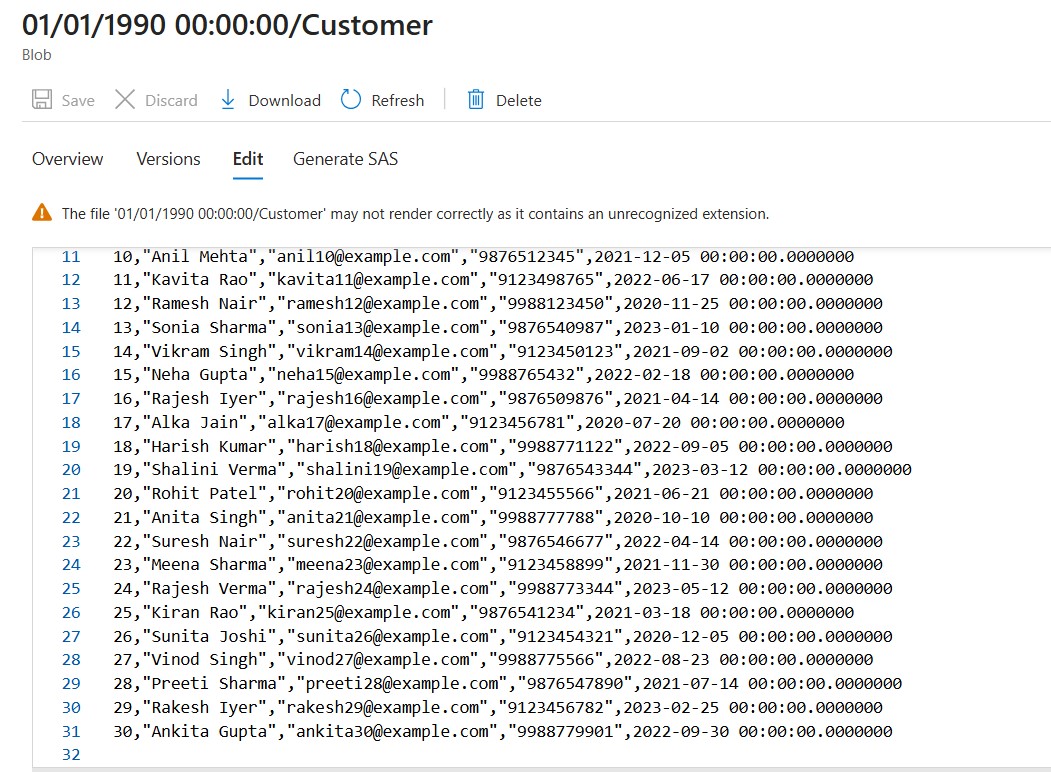 01/01/1990 00:00:00/Customer
Blob
Save Discard Download Refresh Delete
Overview Versions Edit Generate SAS
The file '01/01/1990 00:00:00/Customer' may not render correctly as it contains an unrecognized extension.
11 10,"Anil Mehta","anil10@example.com","9876512345",2021-12-05 00:00:00.0000000
12 11,"Kavita Rao","kavita11@example.com","9123498765",2022-06-17 00:00:00.0000000
13 12,"Ramesh Nair","ramesh12@example.com","9988123450",2020-11-25 00:00:00.0000000
14 13,"Sonia Sharma","sonia13@example.com","9876540987",2023-01-10 00:00:00.0000000
15 14,"Vikram Singh","vikram14@example.com","9123450123",2021-09-02 00:00:00.0000000
16 15,"Neha Gupta","neha15@example.com","9988765432",2022-02-18 00:00:00.0000000
17 16,"Rajesh Iyer","rajesh16@example.com","9876509876",2021-04-14 00:00:00.0000000
18 17,"Alka Jain","alka17@example.com","9123456781",2020-07-20 00:00:00.0000000
19 18,"Harish Kumar","harish18@example.com","9988771122",2022-09-05 00:00:00.0000000
20 19,"Shalini Verma","shalini19@example.com","9876543344",2023-03-12 00:00:00.0000000
21 20,"Rohit Patel","rohit20@example.com","9123455566",2021-06-21 00:00:00.0000000
22 21,"Anita Singh","anita21@example.com","9988777788",2020-10-10 00:00:00.0000000
23 22,"Suresh Nair","suresh22@example.com","9876546677",2022-04-14 00:00:00.0000000
24 23,"Meena Sharma","meena23@example.com","9123458899",2021-11-30 00:00:00.0000000
25 24,"Rajesh Verma","rajesh24@example.com","9988773344",2023-05-12 00:00:00.0000000
26 25,"Kiran Rao","kiran25@example.com","9876541234",2021-03-18 00:00:00.0000000
27 26,"Sunita Joshi","sunita26@example.com","9123454321",2020-12-05 00:00:00.0000000
28 27,"Vinod Singh","vinod27@example.com","9988775566",2022-08-23 00:00:00.0000000
29 28,"Preeti Sharma","preeti28@example.com","9876547890",2021-07-14 00:00:00.0000000
30 29,"Rakesh Iyer","rakesh29@example.com","9123456782",2023-02-25 00:00:00.0000000
31 30,"Ankita Gupta","ankita30@example.com","9988779901",2022-09-30 00:00:00.0000000
32